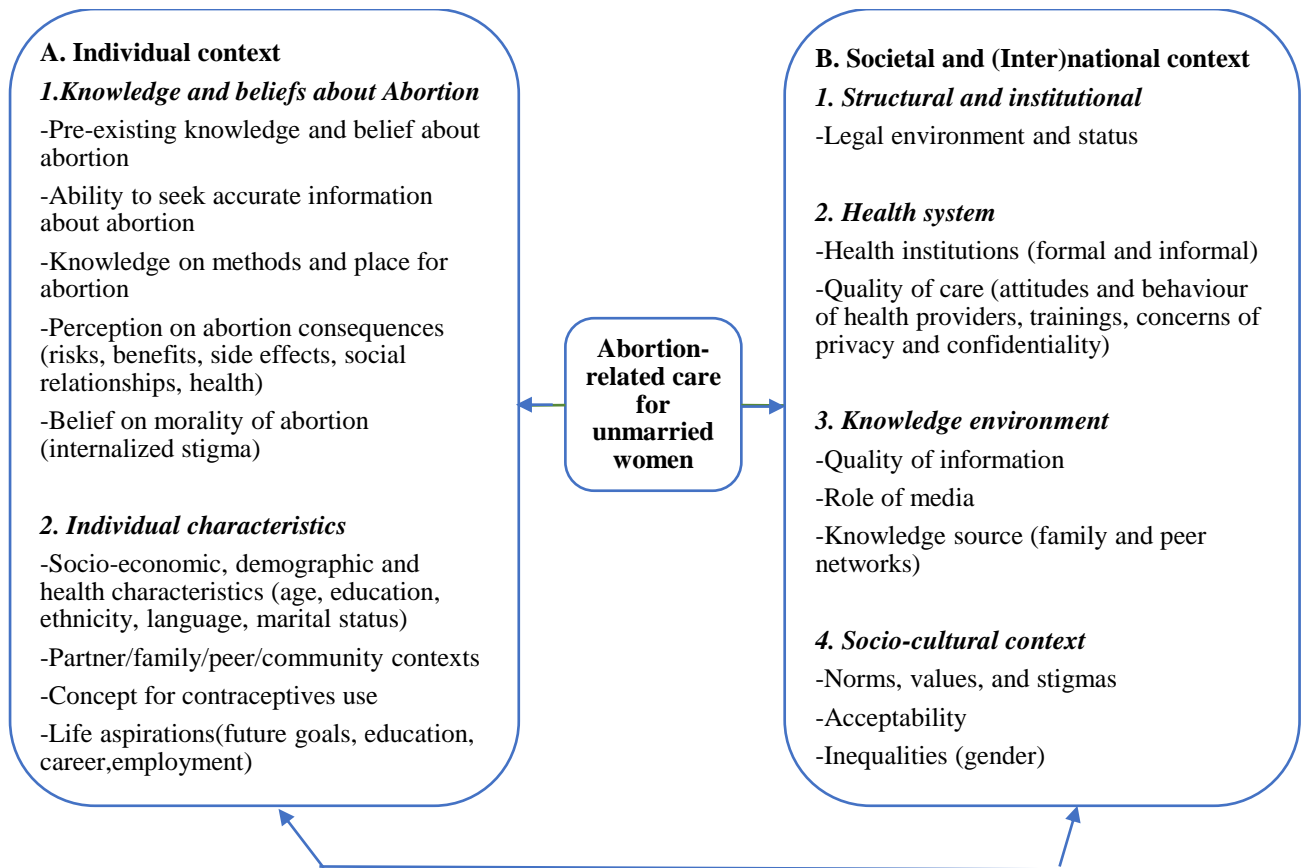 A. Individual context
1.Knowledge and beliefs about Abortion
-Pre-existing knowledge and belief about
abortion
-Ability to seek accurate information
about abortion
-Knowledge on methods and place for
abortion
-Perception on abortion consequences
(risks, benefits, side effects, social
relationships, health)
-Belief on morality of abortion
(internalized stigma)
2. Individual characteristics
-Socio-economic, demographic and
health characteristics (age, education,
ethnicity, language, marital status)
-Partner/family/peer/community contexts
-Concept for contraceptives use
-Life aspirations(future goals, education,
career,employment)
Abortion-
related care
for
unmarried
women
B. Societal and (Inter)national context
1. Structural and institutional
-Legal environment and status
2. Health system
-Health institutions (formal and informal)
-Quality of care (attitudes and behaviour
of health providers, trainings, concerns of
privacy and confidentiality)
3. Knowledge environment
-Quality of information
-Role of media
-Knowledge source (family and peer
networks)
4. Socio-cultural context
-Norms, values, and stigmas
-Acceptability
-Inequalities (gender)